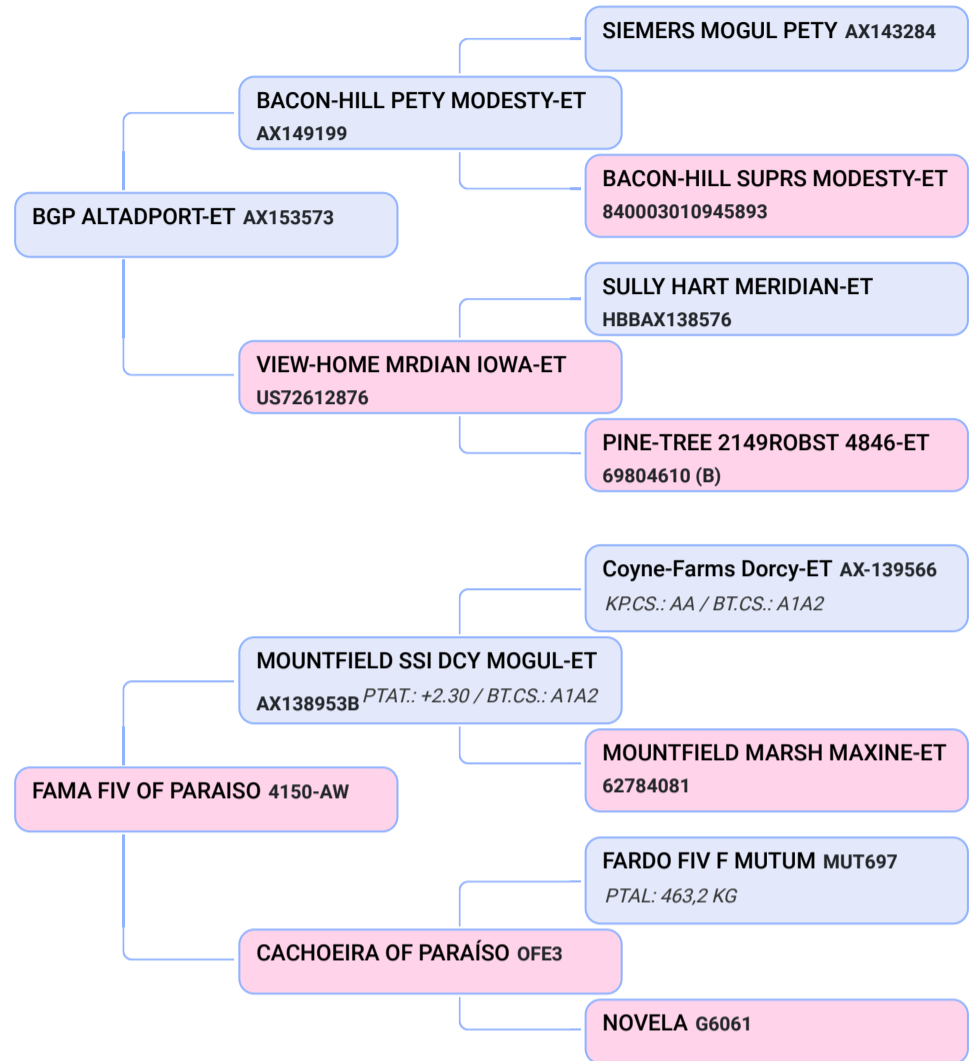 SIEMERS MOGUL PETY AX143284
BACON-HILL PETY MODESTY-ET
AX149199
BACON-HILL SUPRS MODESTY-ET
840003010945893
BGP ALTADPORT-ET AX153573
SULLY HART MERIDIAN-ET
HBBAX138576
VIEW-HOME MRDIAN IOWA-ET
US72612876
PINE-TREE 2149ROBST 4846-ET
69804610 (B)
Coyne-Farms Dorcy-ET AX-139566
KP.CS.: AA / BT.CS.: A1A2
MOUNTFIELD SSI DCY MOGUL-ET
AX138953B PTAT.: +2.30 / BT.CS.: A1A2
MOUNTFIELD MARSH MAXINE-ET
62784081
FAMA FIV OF PARAISO 4150-AW
FARDO FIV F MUTUM MUT697
PTAL: 463,2 KG
CACHOEIRA OF PARAÍSO OFE3
NOVELA G6061